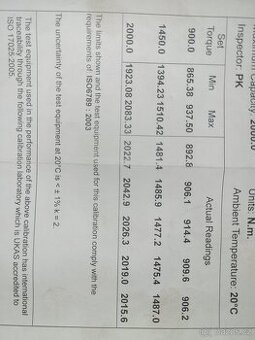 Capacity 2000.0 Units: N.m.
Inspector: PK Ambient Temperature: 20°C
Set Min Max Actual Readings
Torque
900.0 865.38 937.50 892.8 906.1 914.4 909.6 906.2
1450.0 1394.23 1510.42 1481.4 1485.9 1477.2 1475.4 1487.0
2000.0 1923.08 2083.33 2022.7 2042.9 2026.3 2019.0 2015.6
The limits shown and the test equipment used for this calibration comply with the
requirements of ISO6789 : 2003
The uncertainty of the test equipment at 20°C is < ± 1% k = 2
The test equipment used in the performance of the above calibration has international
traceability through the following calibration laboratory which is UKAS accredited to
ISO 17025:2005.